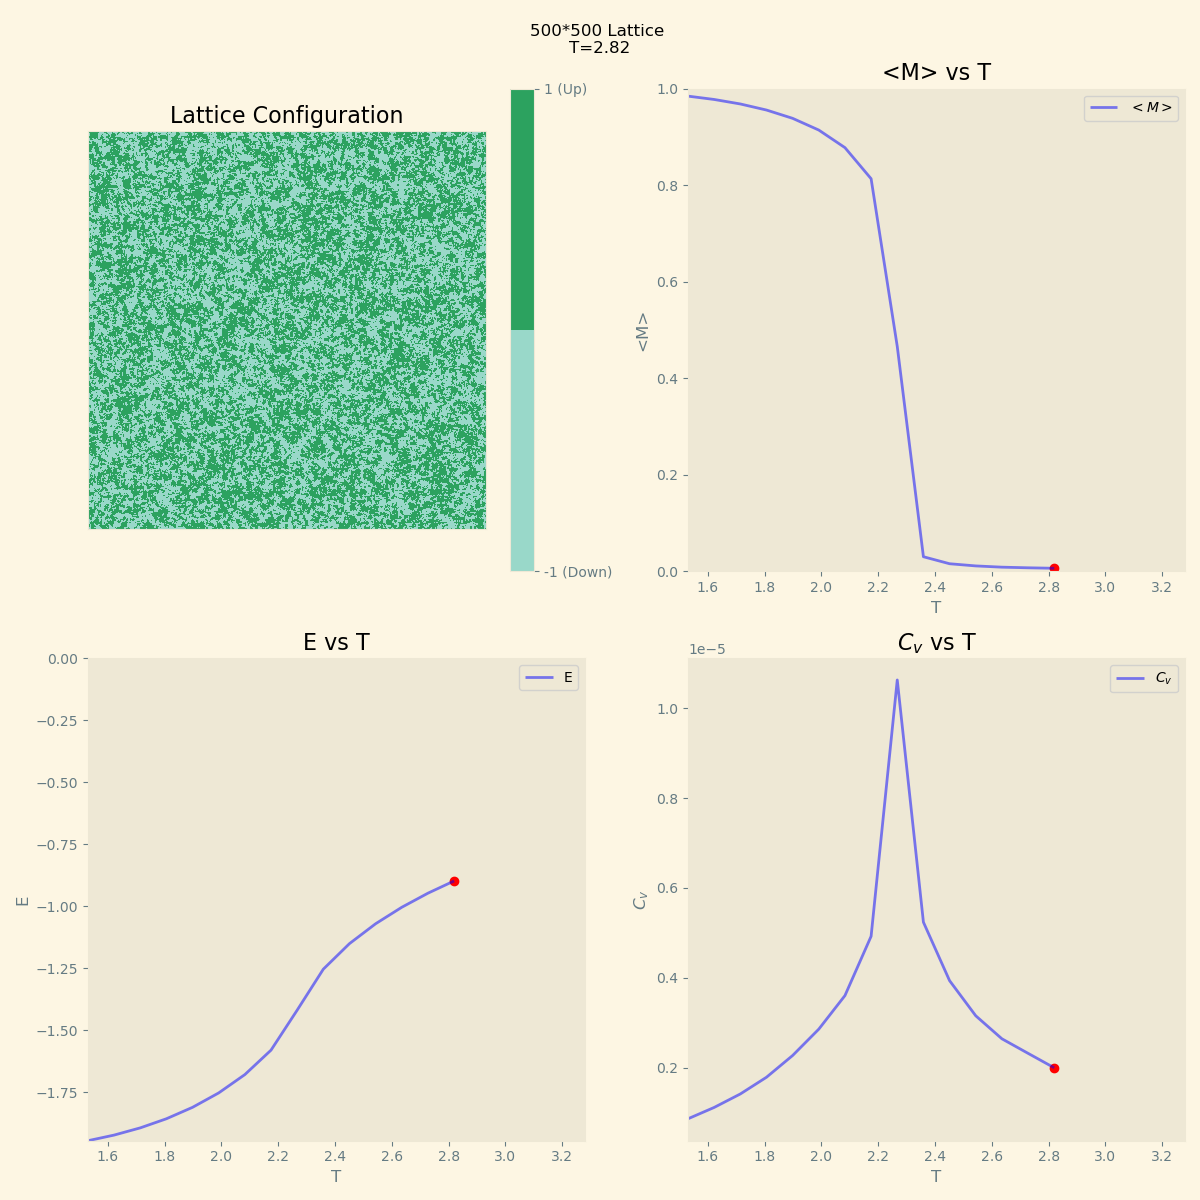 500*500 Lattice
T=2.82
Lattice Configuration
1 (Up)
-1 (Down)
<M> vs T
<M>
1.0
0.8
0.6
0.4
0.2
0.0
<M>
1.6 1.8 2.0 2.2 2.4 2.6 2.8 3.0 3.2
T
E vs T
E
0.00
−0.25
−0.50
−0.75
−1.00
−1.25
−1.50
−1.75
E
1.6 1.8 2.0 2.2 2.4 2.6 2.8 3.0 3.2
T
Cv vs T
1e−5
Cv
1.0
0.8
0.6
0.4
0.2
Cv
1.6 1.8 2.0 2.2 2.4 2.6 2.8 3.0 3.2
T